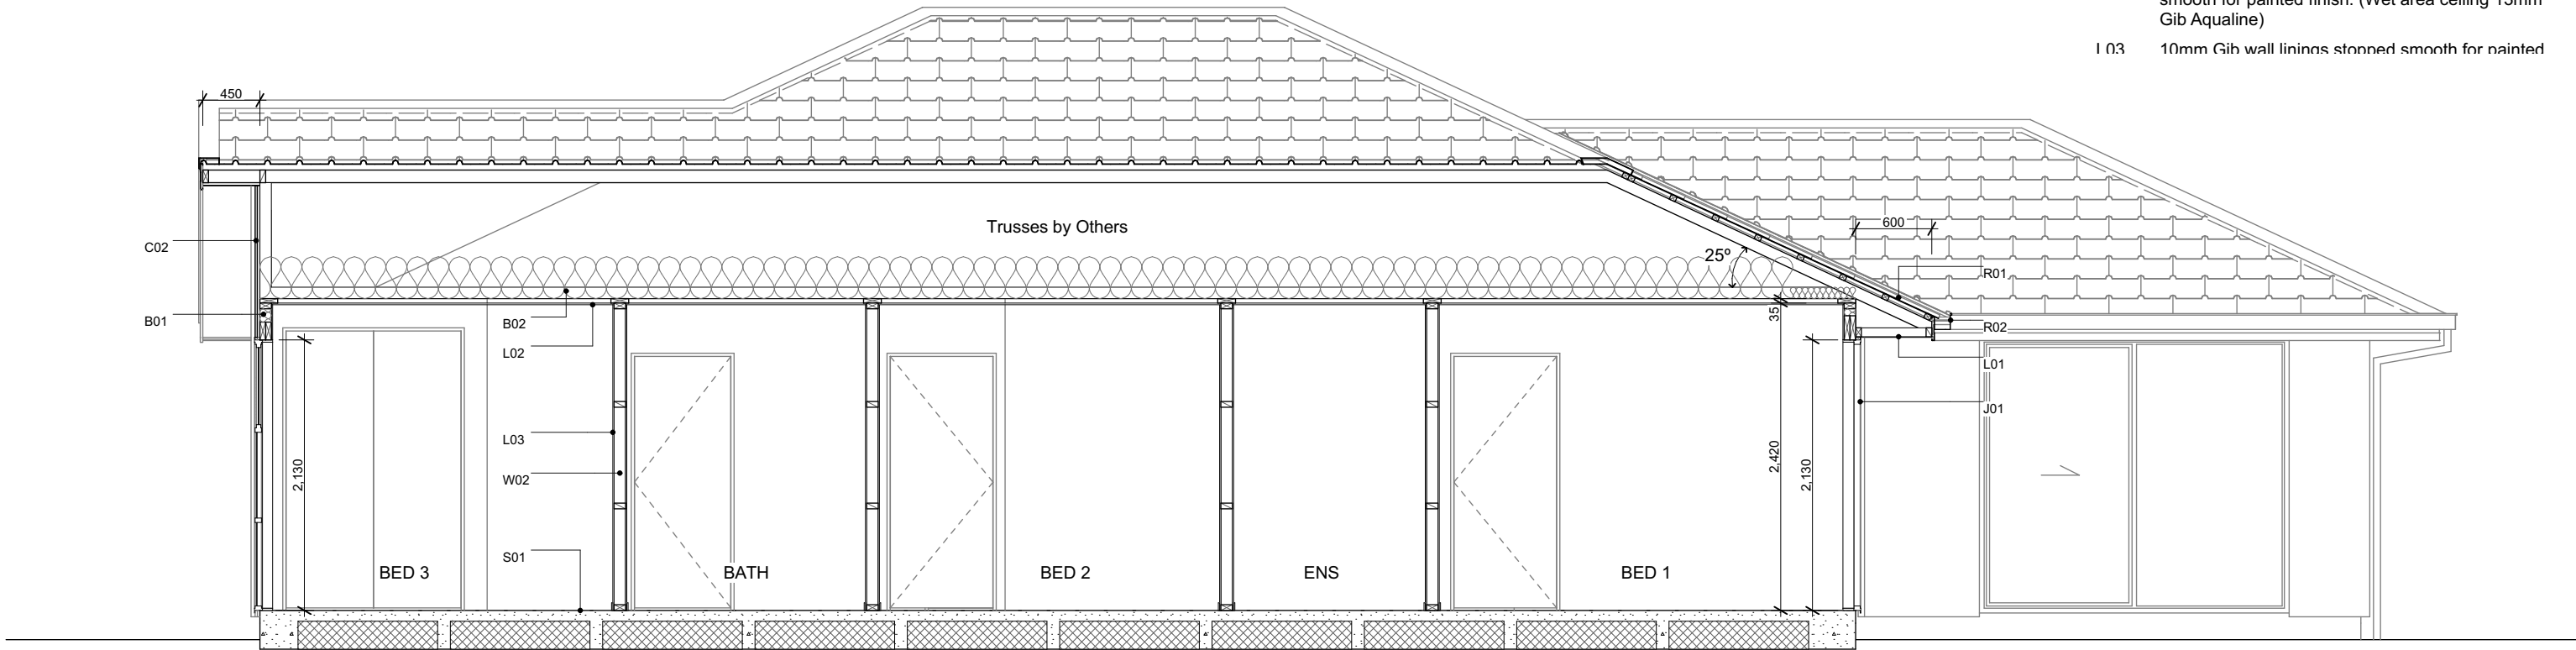 smooth for painted finish. (Wet area ceiling 13mm
Gib Aqualine)
L03 10mm Gib wall linings stopped smooth for painted
450
Trusses by Others
600
C02
25°
R01
B01
B02
35
R02
L02
L01
J01
L03
2,130
2,420
2,130
W02
S01
BED 3
BATH
BED 2
ENS
BED 1